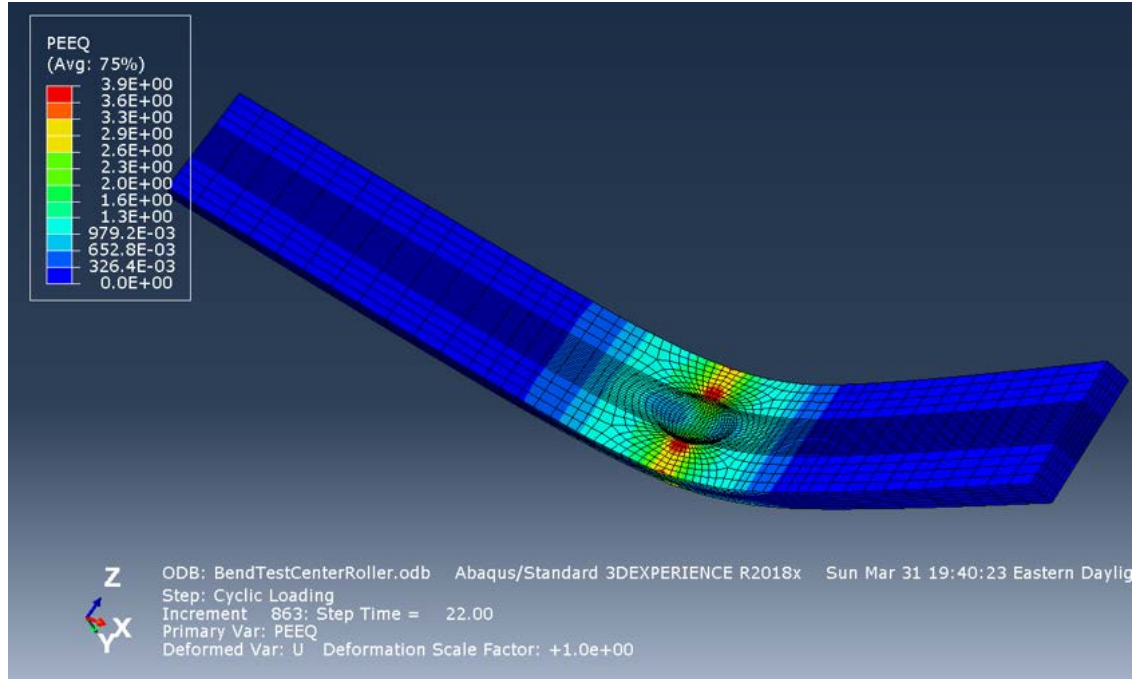 PEEQ
(Avg: 75%)
3.9E+00
3.6E+00
3.3E+00
2.9E+00
2.6E+00
2.3E+00
2.0E+00
1.6E+00
1.3E+00
979.2E-03
652.8E-03
326.4E-03
0.0E+00
Z
X
Y
ODB: BendTestCenterRoller.odb Abaqus/Standard 3DEXPERIENCE R2018x Sun Mar 31 19:40:23 Eastern Daylig
Step: Cyclic Loading
Increment 863: Step Time = 22.00
Primary Var: PEEQ
Deformed Var: U Deformation Scale Factor: +1.0e+00